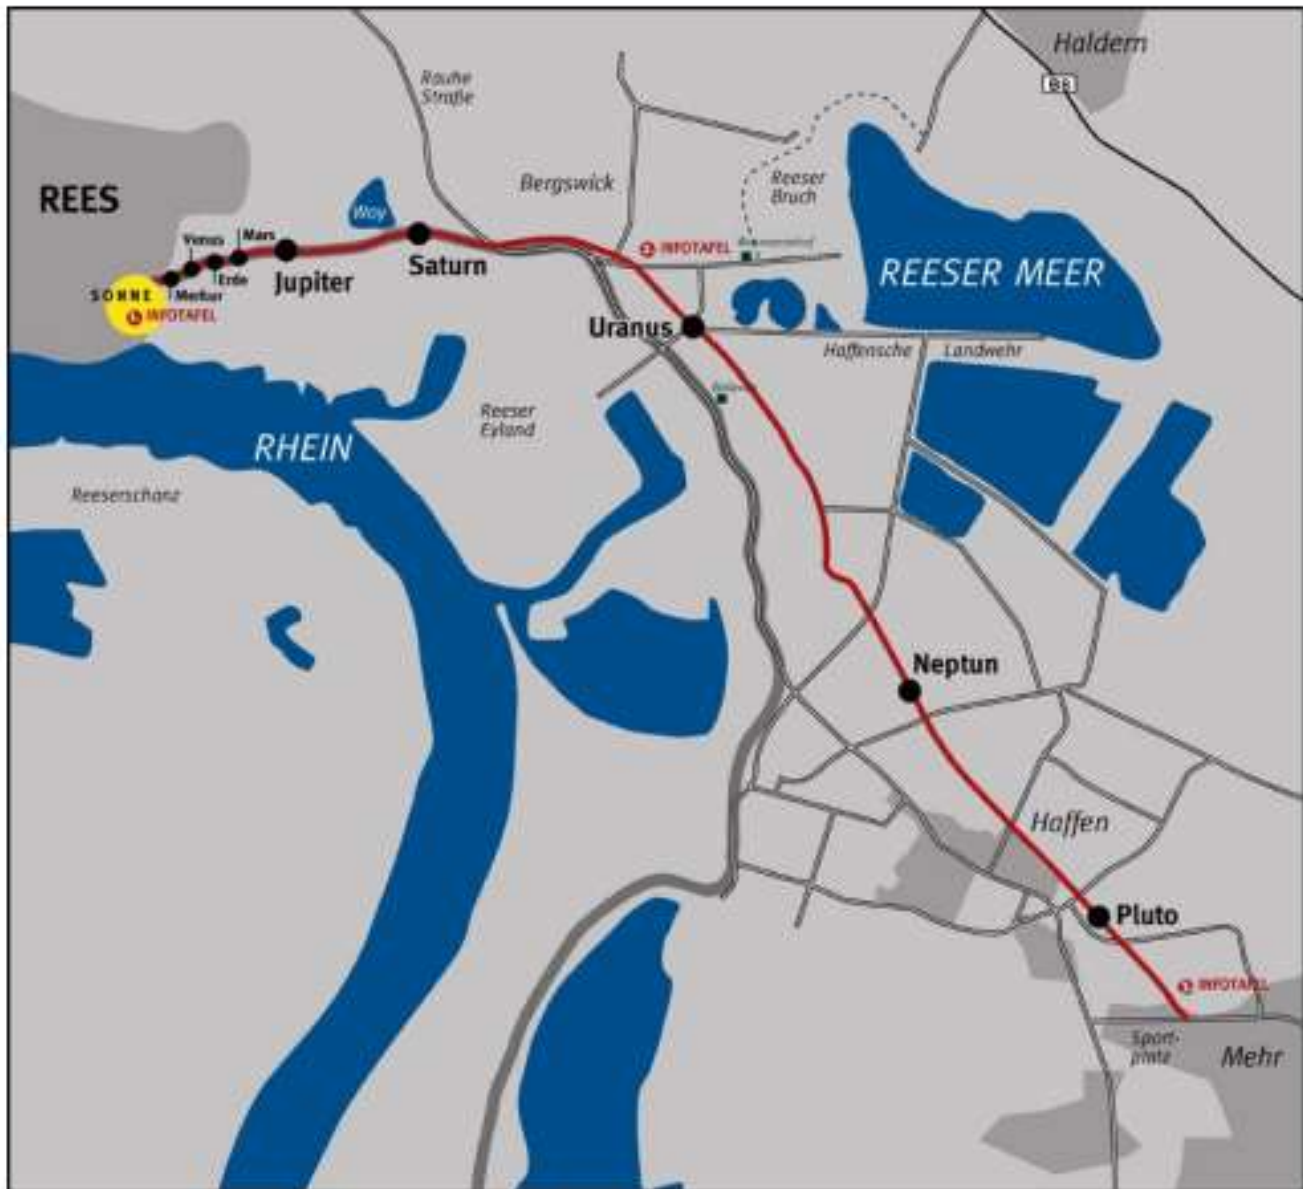 Haldern
B8
Rauhe
Straße
Bergswick
Reeser
Bruch
REES
Woy
Venus
Mars
Saturn
INFOTAFEL
REESER MEER
Jupiter
Erde
SONNE
Merkur
INFOTAFEL
Uranus
Haffensche Landwehr
Reeser
Eyland
RHEIN
Reeserschanz
Neptun
Haffen
Pluto
INFOTAFEL
Sport-
platz
Mehr